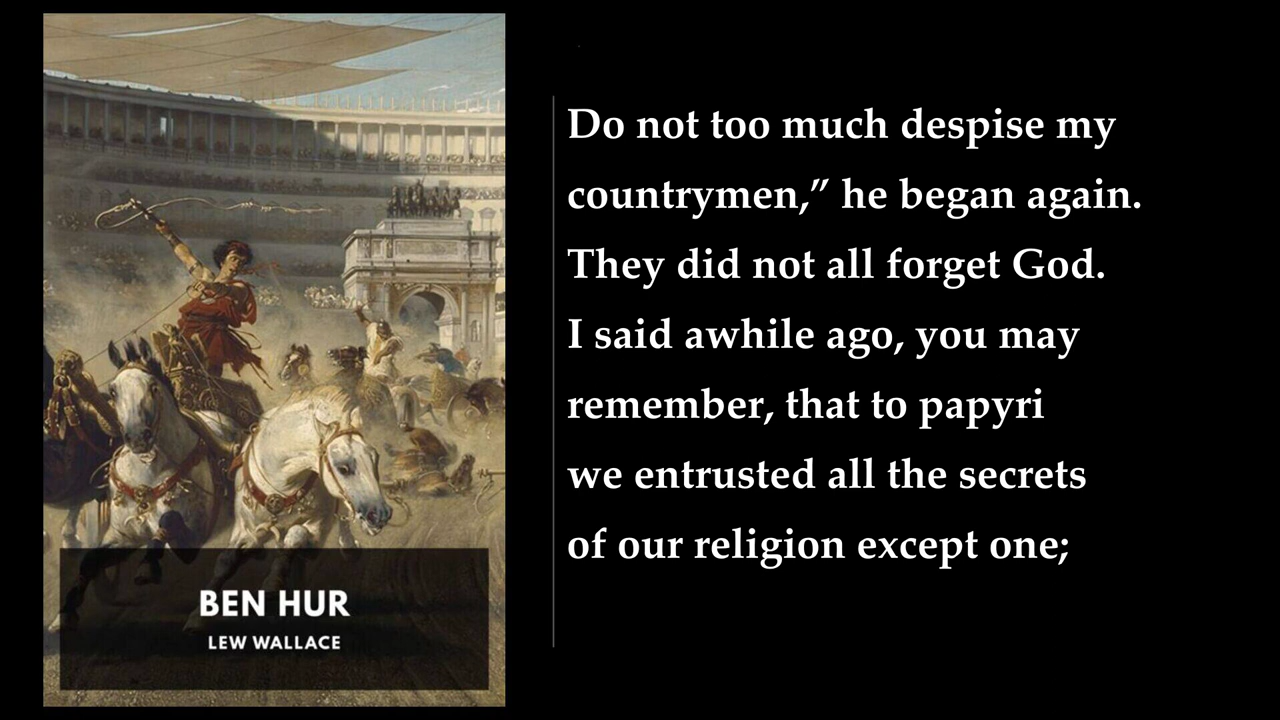 BEN HUR
LEW WALLACE
Do not too much despise my
countrymen,” he began again.
They did not all forget God.
I said awhile ago, you may
remember, that to papyri
we entrusted all the secrets
of our religion except one;